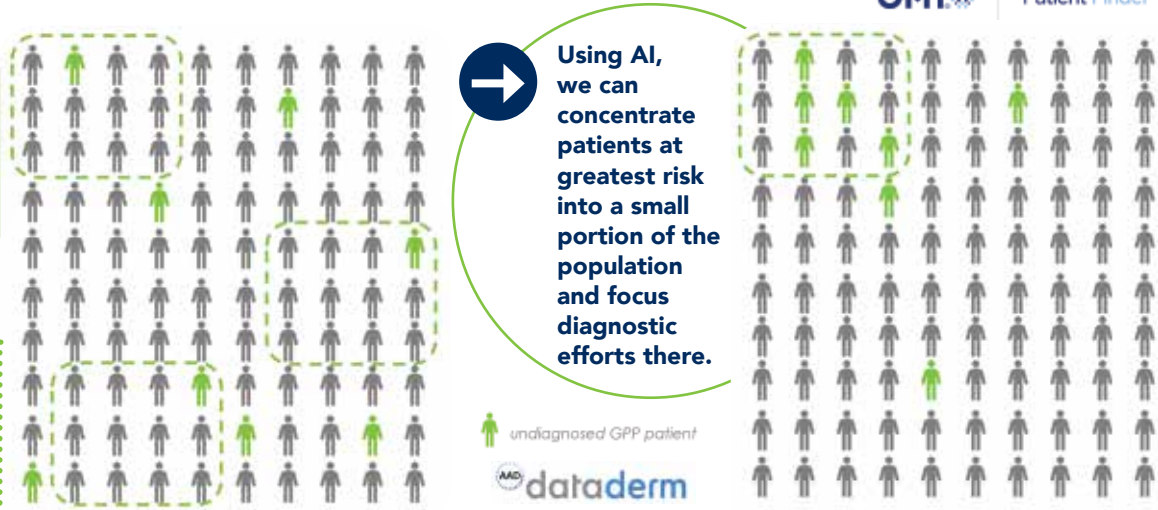 Using AI,
we can
concentrate
patients at
greatest risk
into a small
portion of the
population
and focus
diagnostic
efforts there.
undiagnosed GPP patient
AAD dataderm